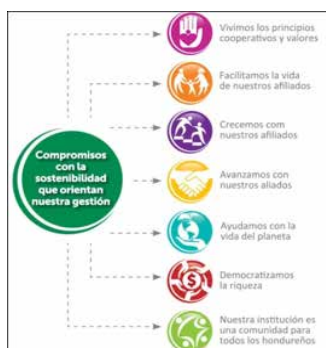 Vivimos los principios
cooperativos y valores
Facilitamos la vida
de nuestros afiliados
Crecemos com
nuestros afiliados
Compromisos
con la
sostenibilidad
que orientan
nuestra gestión
Avanzamos con
nuestros aliados
Ayudamos con la
vida del planeta
Democratizamos
la riqueza
$
Nuestra institución es
una comunidad para
todos los hondureños